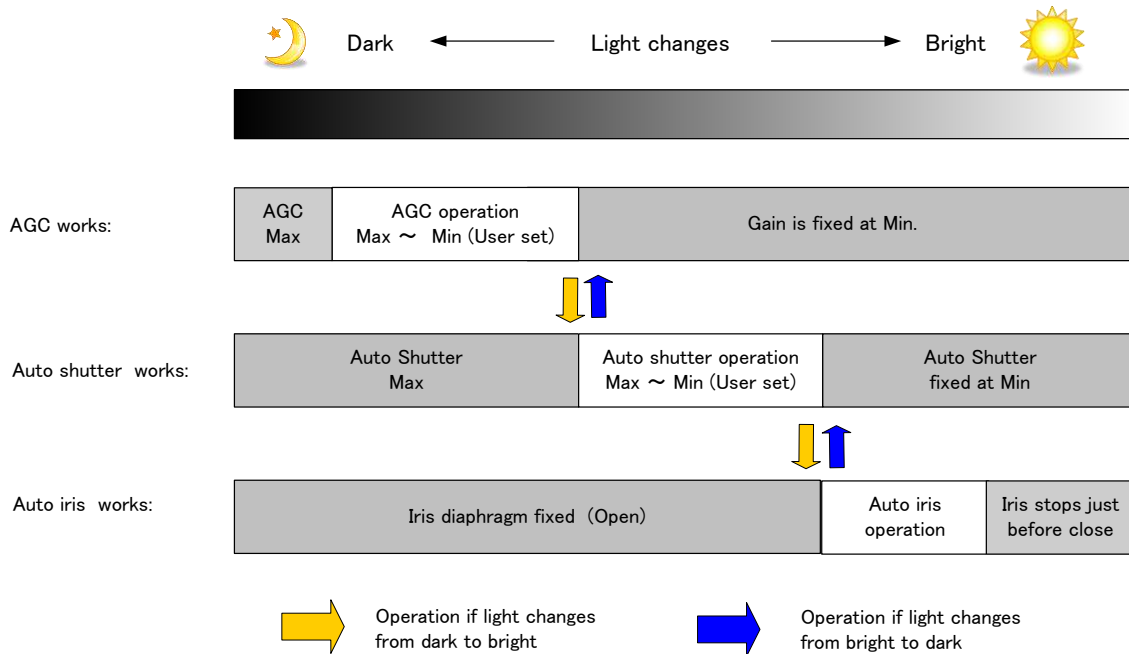 Dark Light changes Bright
AGC works:
AGC
Max
AGC operation
Max ～ Min (User set)
Gain is fixed at Min.
Auto shutter works:
Auto Shutter
Max
Auto shutter operation
Max ～ Min (User set)
Auto Shutter
fixed at Min
Auto iris works:
Iris diaphragm fixed (Open)
Auto iris
operation
Iris stops just
before close
Operation if light changes
from dark to bright
Operation if light changes
from bright to dark